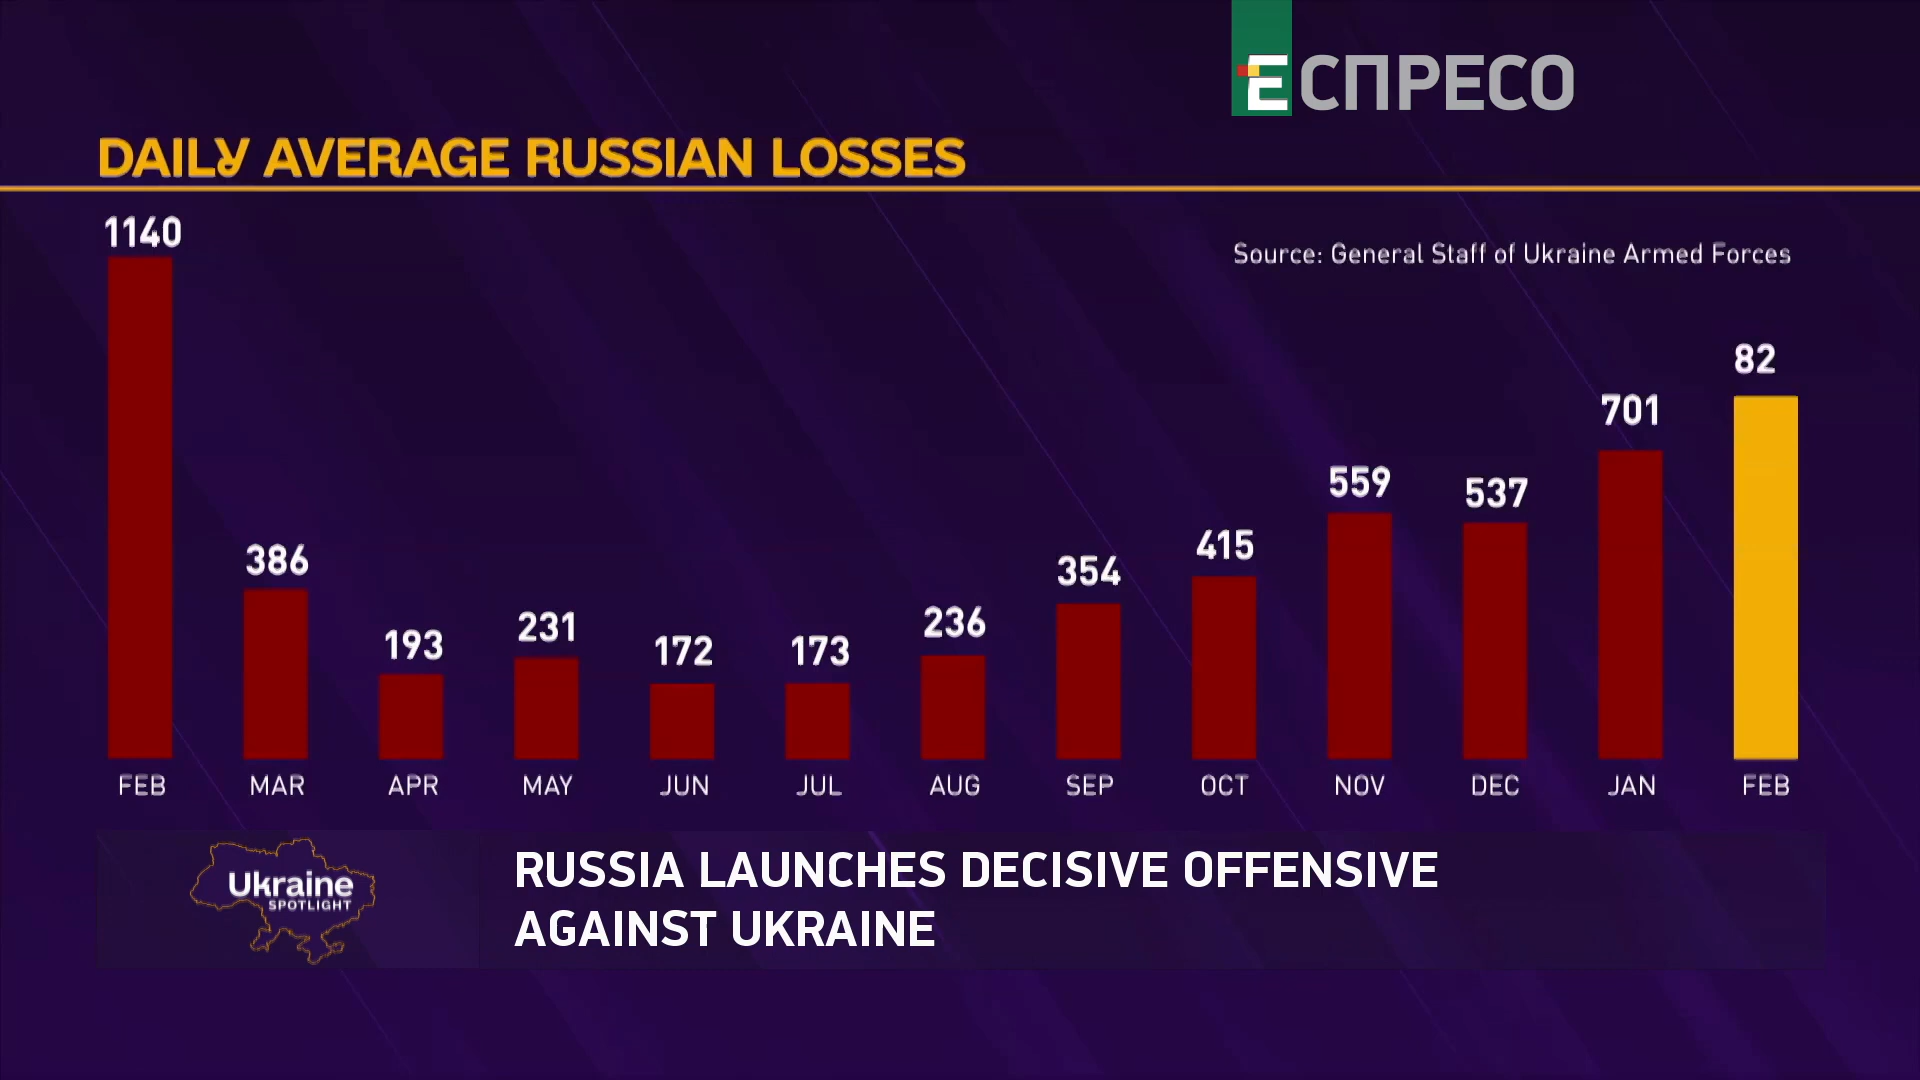 ЕСПРЕСО
DAILY AVERAGE RUSSIAN LOSSES
Source: General Staff of Ukraine Armed Forces
1140
386
193
231
172
173
236
354
415
559
537
701
82
FEB MAR APR MAY JUN JUL AUG SEP OCT NOV DEC JAN FEB
Ukraine
SPOTLIGHT
RUSSIA LAUNCHES DECISIVE OFFENSIVE
AGAINST UKRAINE